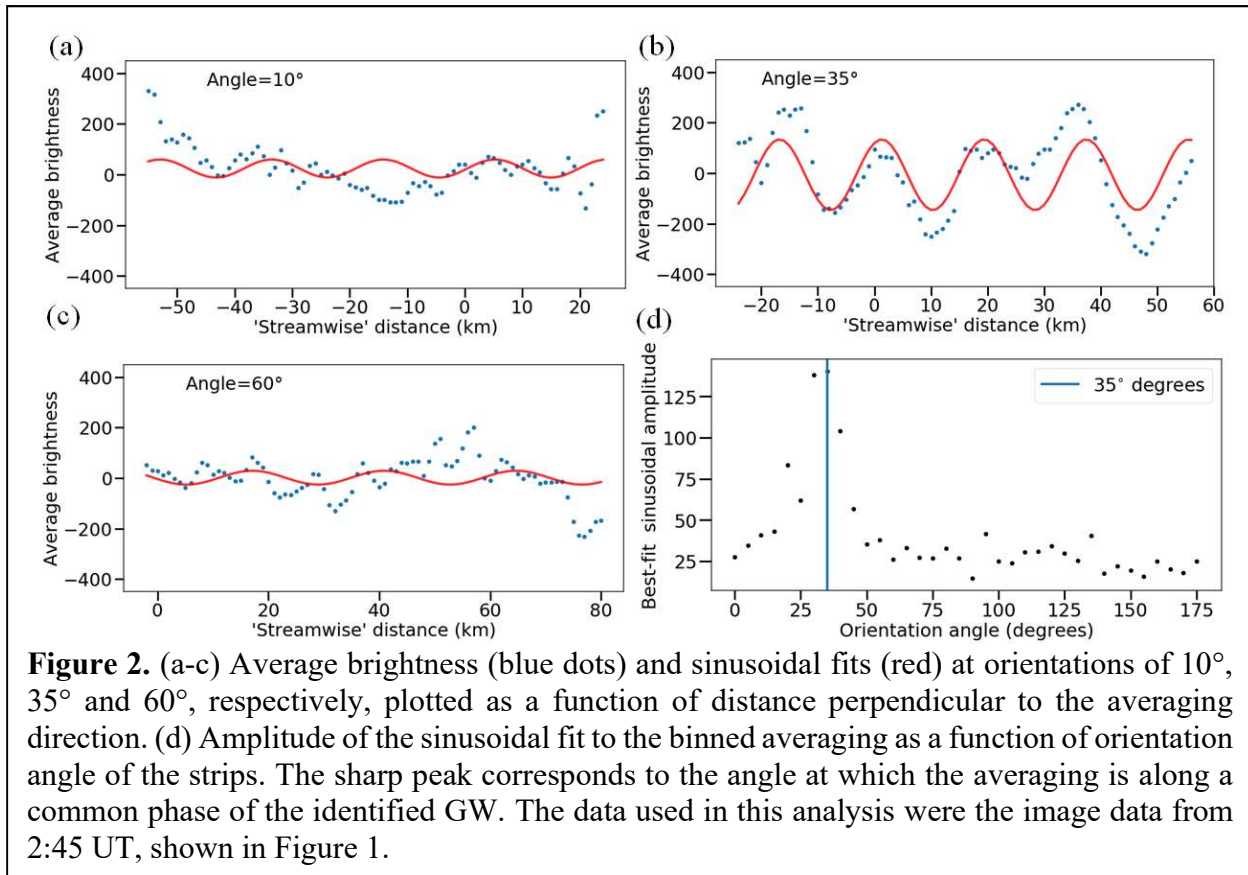 (a)
400
200
0
−200
−400
Average brightness
Angle=10°
−50 −40 −30 −20 −10 0 10 20
'Streamwise' distance (km)
(b)
400
200
0
−200
−400
Average brightness
Angle=35°
−20 −10 0 10 20 30 40 50 60
'Streamwise' distance (km)
(c)
400
200
0
−200
−400
Average brightness
Angle=60°
0 20 40 60 80
'Streamwise' distance (km)
(d)
125
100
75
50
25
Best-fit sinusoidal amplitude
35° degrees
0 25 50 75 100 125 150 175
Orientation angle (degrees)
Figure 2. (a-c) Average brightness (blue dots) and sinusoidal fits (red) at orientations of 10°,
35° and 60°, respectively, plotted as a function of distance perpendicular to the averaging
direction. (d) Amplitude of the sinusoidal fit to the binned averaging as a function of orientation
angle of the strips. The sharp peak corresponds to the angle at which the averaging is along a
common phase of the identified GW. The data used in this analysis were the image data from
2:45 UT, shown in Figure 1.